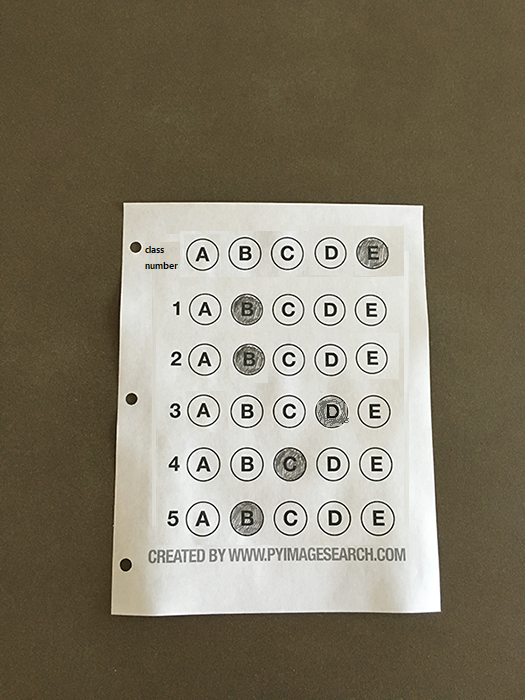 class
number A B C D E
1 A B C D E
2 A B C D E
3 A B C D E
4 A B C D E
5 A B C D E
CREATED BY WWW.PYIMAGESEARCH.COM